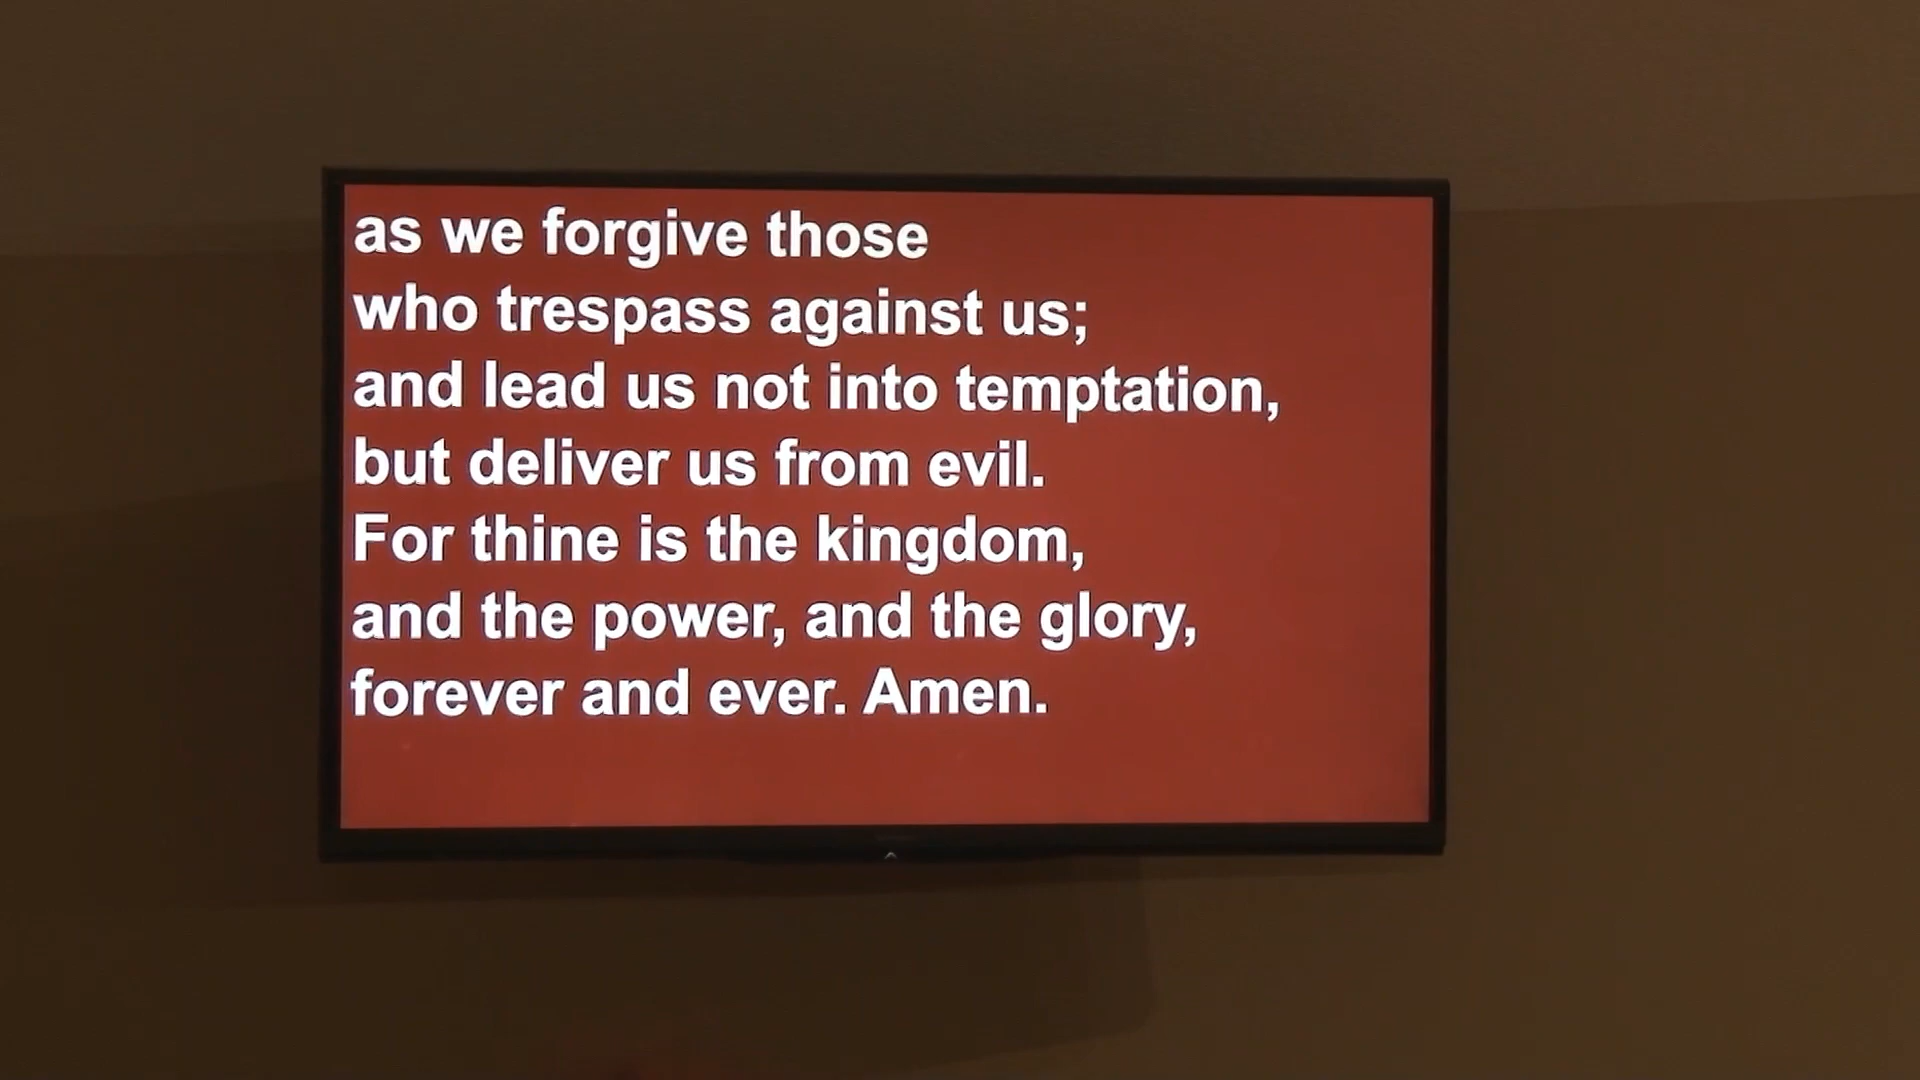 as we forgive those
who trespass against us;
and lead us not into temptation,
but deliver us from evil.
For thine is the kingdom,
and the power, and the glory,
forever and ever. Amen.